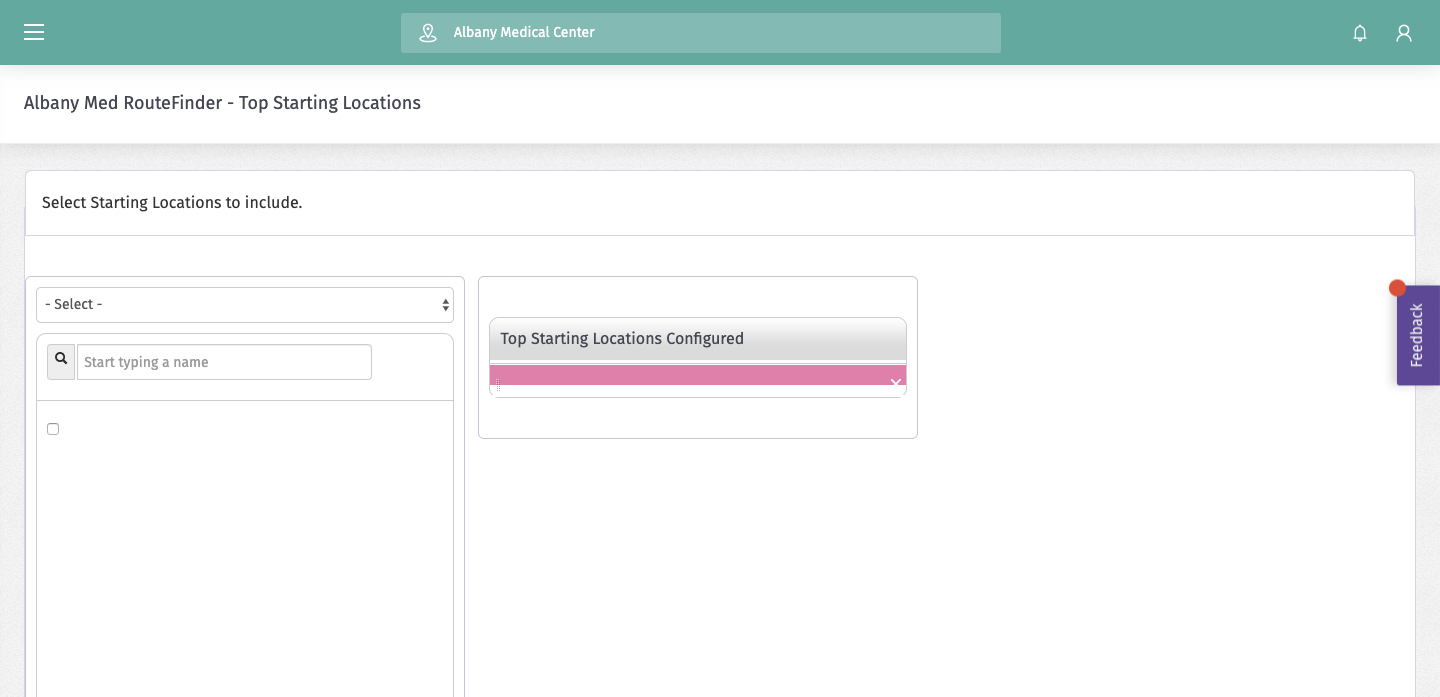 Albany Medical Center
Albany Med RouteFinder - Top Starting Locations
Select Starting Locations to include.
- Select -
Top Starting Locations Configured
Start typing a name
Feedback